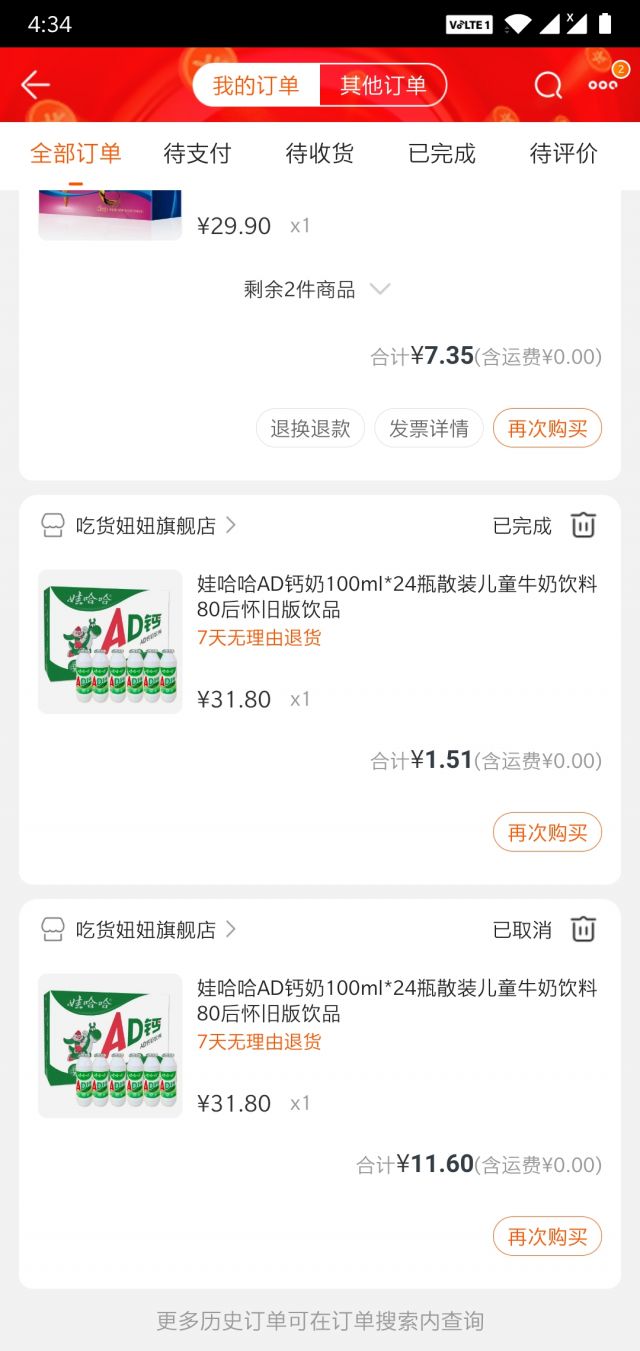 4:34
VoLTE 1
X
我的订单
其他订单
2
全部订单
待支付
待收货
已完成
待评价
¥29.90 x1
剩余2件商品
合计¥7.35(含运费¥0.00)
退换退款
发票详情
再次购买
吃货妞妞旗舰店
已完成
娃哈哈
AD钙
娃哈哈AD钙奶100ml*24瓶散装儿童牛奶饮料
80后怀旧版饮品
7天无理由退货
¥31.80 x1
合计¥1.51(含运费¥0.00)
再次购买
吃货妞妞旗舰店
已取消
娃哈哈
AD钙
娃哈哈AD钙奶100ml*24瓶散装儿童牛奶饮料
80后怀旧版饮品
7天无理由退货
¥31.80 x1
合计¥11.60(含运费¥0.00)
再次购买
更多历史订单可在订单搜索内查询